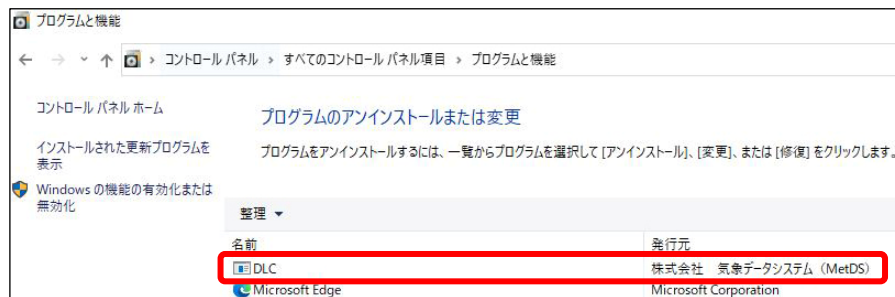 プログラムと機能
コントロール パネル › すべてのコントロール パネル項目 › プログラムと機能
コントロール パネル ホーム
インストールされた更新プログラムを
表示
Windows の機能の有効化または
無効化
プログラムのアンインストールまたは変更
プログラムをアンインストールするには、一覧からプログラムを選択して [アンインストール]、[変更]、または [修復] をクリックします。
整理
名前 発行元
DLC 株式会社 気象データシステム（MetDS）
Microsoft Edge Microsoft Corporation